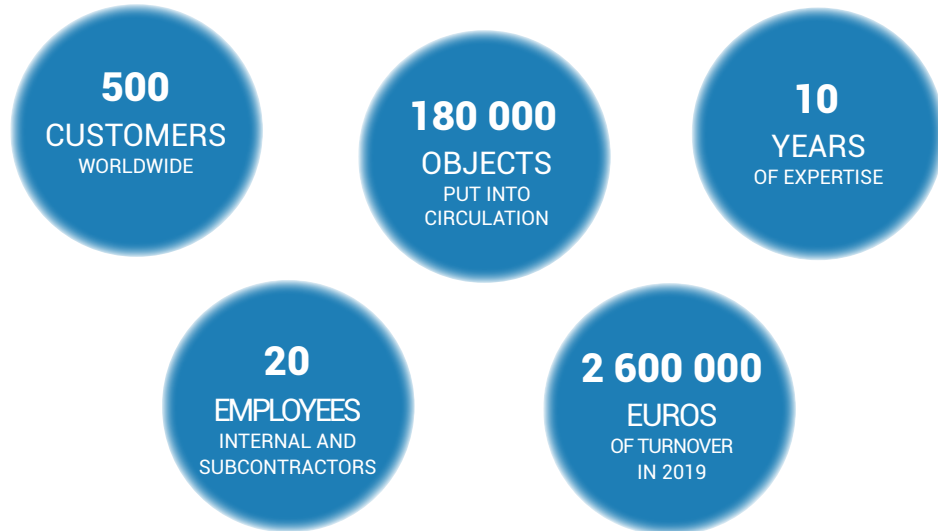 500
CUSTOMERS
WORLDWIDE
180 000
OBJECTS
PUT INTO
CIRCULATION
10
YEARS
OF EXPERTISE
20
EMPLOYEES
INTERNAL AND
SUBCONTRACTORS
2 600 000
EUROS
OF TURNOVER
IN 2019